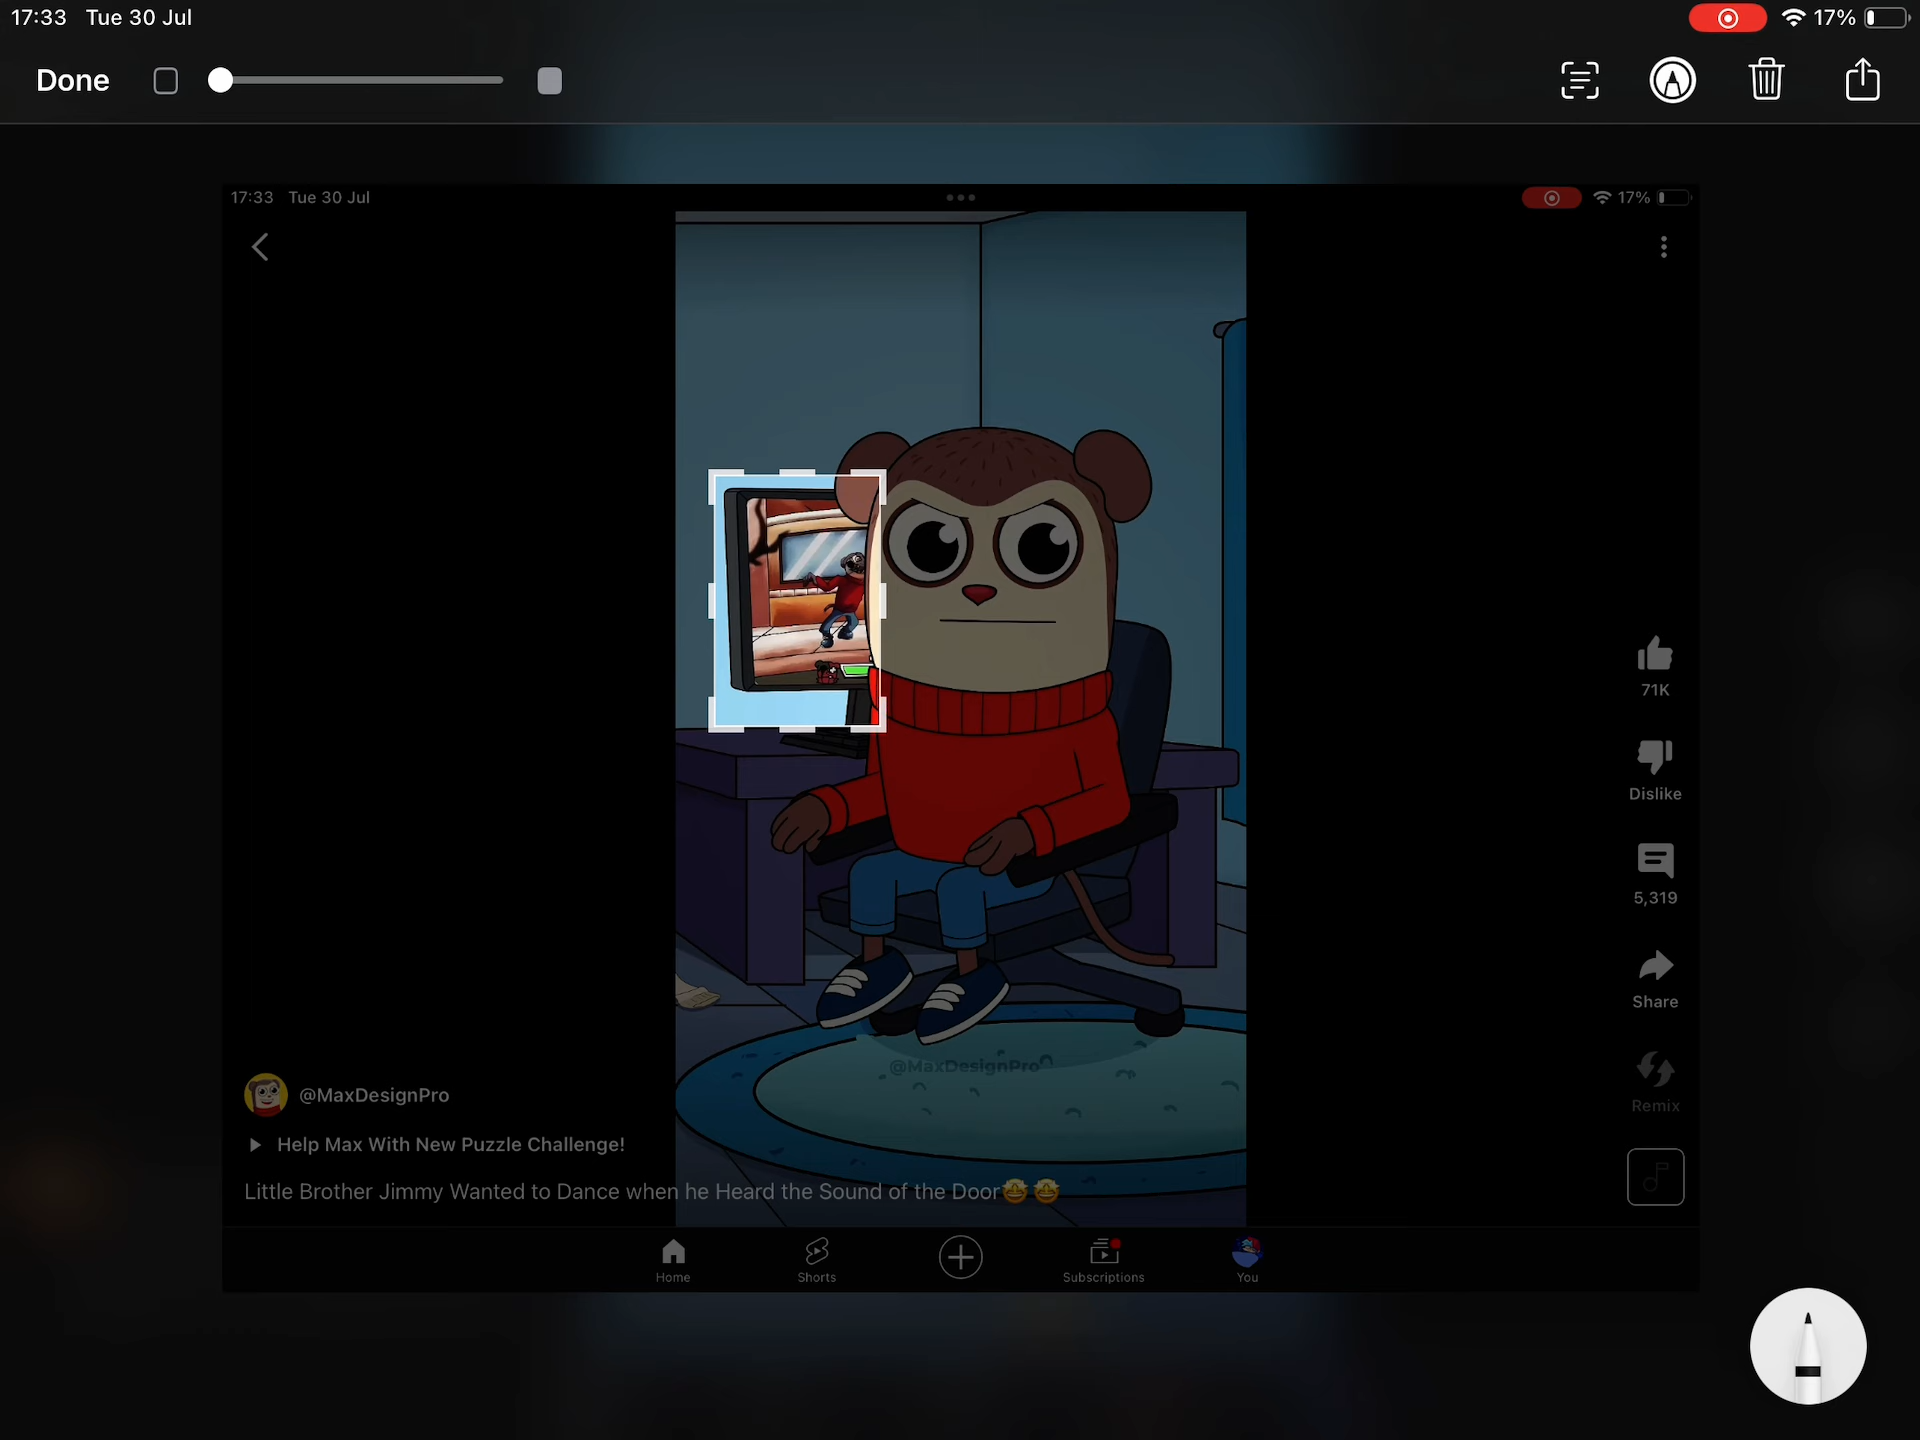 17:33 Tue 30 Jul
17%
Done
17:33 Tue 30 Jul
17%
71K
Dislike
5,319
Share
@MaxDesignPro
@MaxDesignPro
Remix
Help Max With New Puzzle Challenge!
Little Brother Jimmy Wanted to Dance when he Heard the Sound of the Door🤩 🤩
Home
Shorts
Subscriptions
You